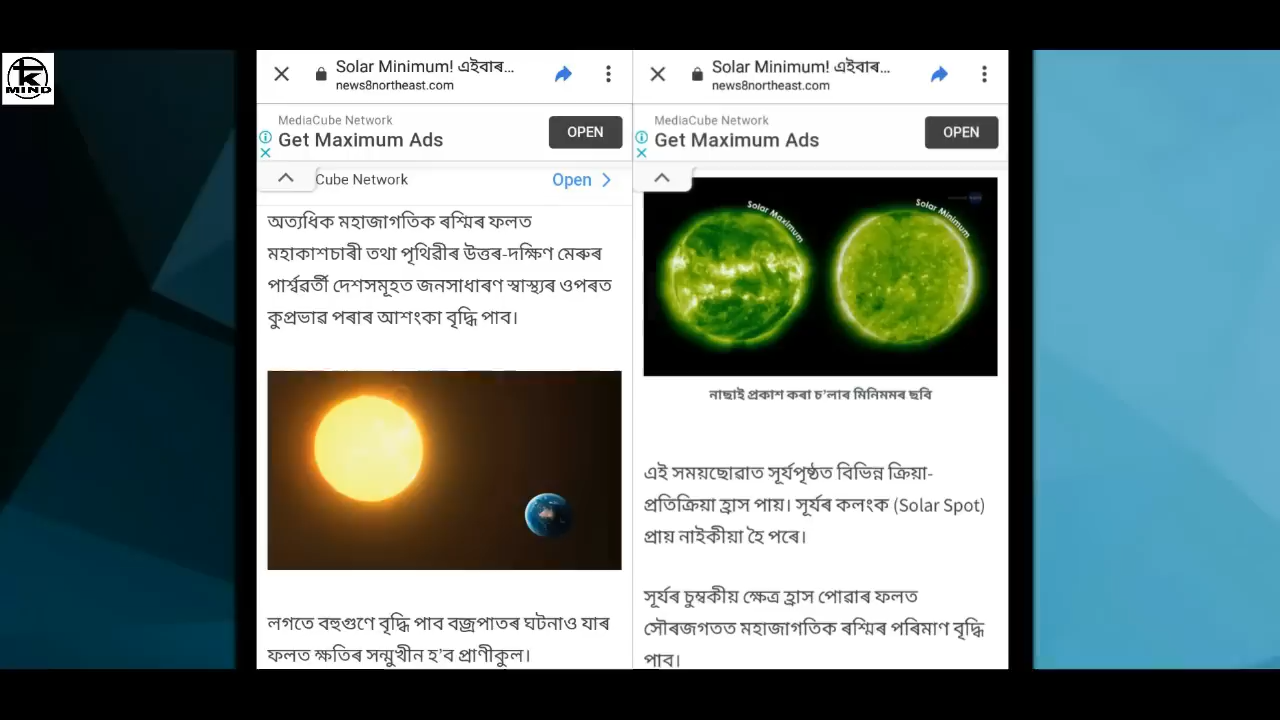 K
MIND
Solar Minimum! এইবাৰ...
news8northeast.com
MediaCube Network
Get Maximum Ads
OPEN
Cube Network
Open
অত্যধিক মহাজাগতিক ৰশ্মিৰ ফলত
মহাকাশচাৰী তথা পৃথিৱীৰ উত্তৰ-দক্ষিণ মেৰুৰ
পাৰ্শ্বৱৰ্তী দেশসমূহত জনসাধাৰণ স্বাস্থ্যৰ ওপৰত
কুপ্ৰভাৱ পৰাৰ আশংকা বৃদ্ধি পাব।
লগতে বহুগুণে বৃদ্ধি পাব বজ্ৰপাতৰ ঘটনাও যাৰ
ফলত ক্ষতিৰ সন্মুখীন হ'ব প্ৰাণীকুল।
Solar Minimum! এইবাৰ...
news8northeast.com
MediaCube Network
Get Maximum Ads
OPEN
Solar Maximum
Solar Minimum
নাছাই প্ৰকাশ কৰা চ'লাৰ মিনিমমৰ ছবি
এই সময়ছোৱাত সূৰ্যপৃষ্ঠত বিভিন্ন ক্ৰিয়া-
প্ৰতিক্ৰিয়া হ্ৰাস পায়। সূৰ্যৰ কলংক (Solar Spot)
প্ৰায় নাইকীয়া হৈ পৰে।
সূৰ্যৰ চুম্বকীয় ক্ষেত্ৰ হ্ৰাস পোৱাৰ ফলত
সৌৰজগতত মহাজাগতিক ৰশ্মিৰ পৰিমাণ বৃদ্ধি
পাব।